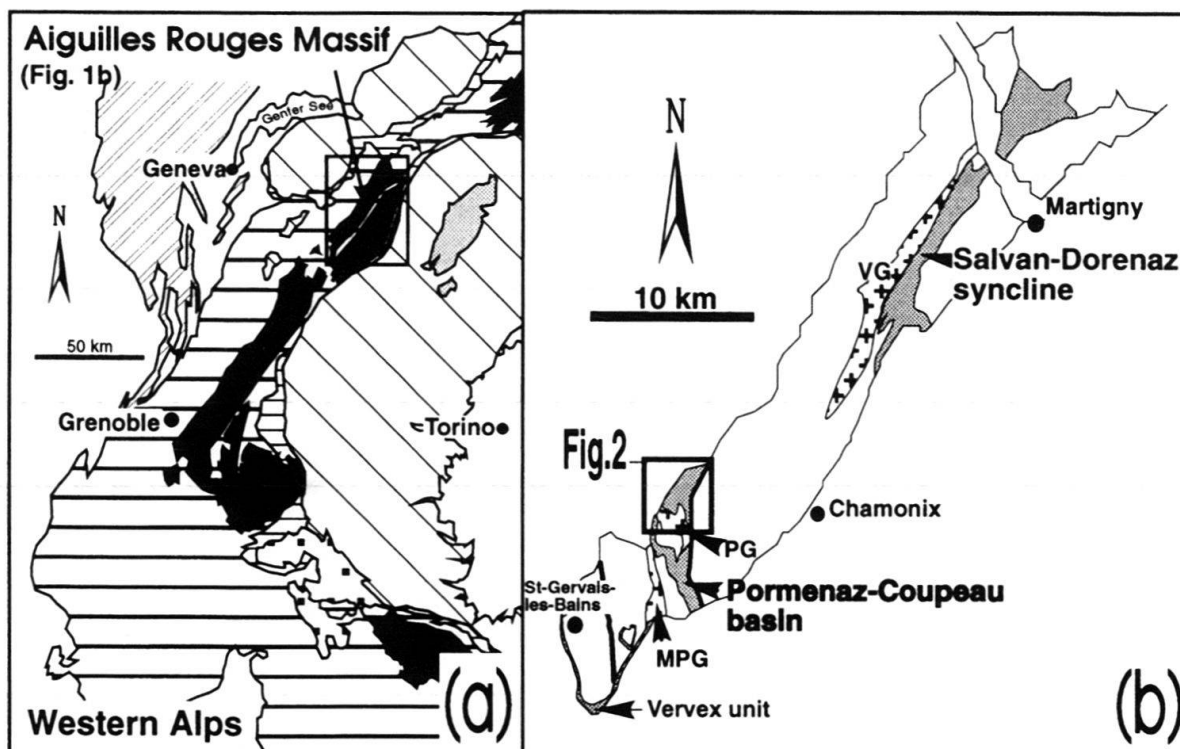 Aiguilles Rouges Massif
(Fig. 1b)
Genfer See
Geneva
N
50 km
Grenoble
Torino
Western Alps
(a)
N
10 km
Martigny
VG
Salvan-Dorenaz
syncline
Fig.2
Chamonix
PG
St-Gervais-
les-Bains
Pormenaz-Coupeau
basin
MPG
Vervex unit
(b)